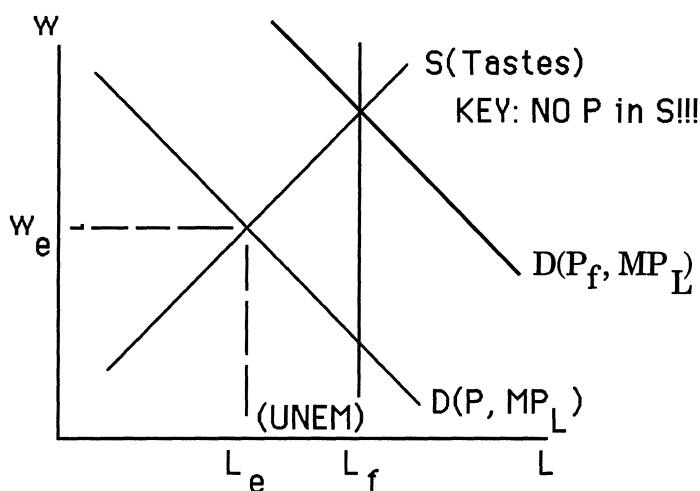 W
S(Tastes)
KEY: NO P in S!!!
W_e
D(P_f, MP_L)
(UNEM)
D(P, MP_L)
L_e L_f L